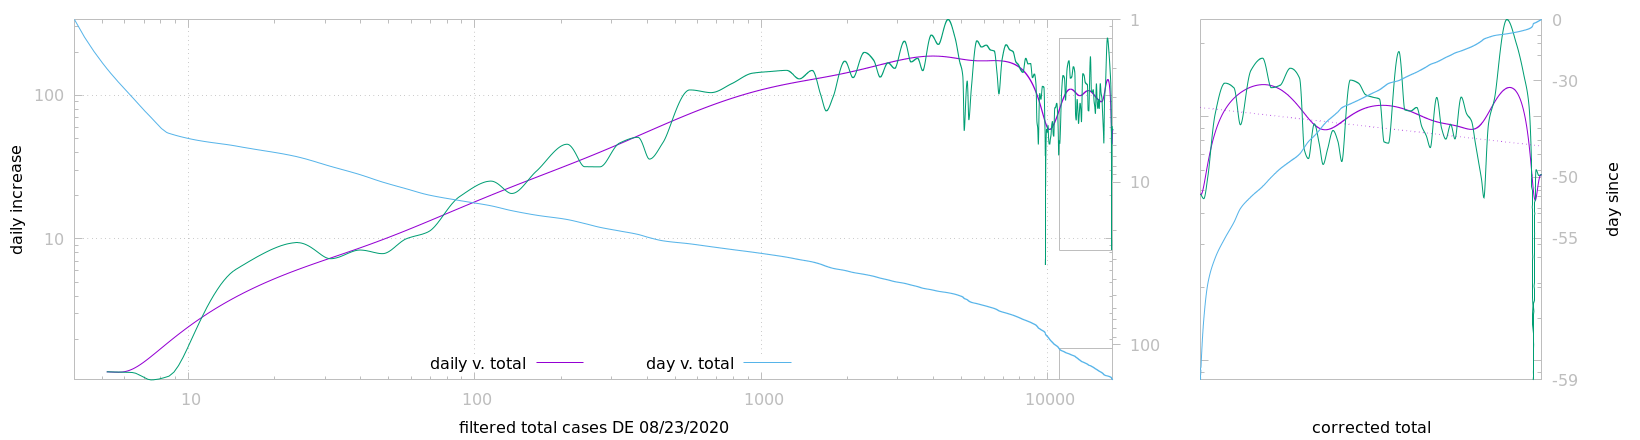 daily increase
100
10
1
10
100
daily v. total
day v. total
10
100
1000
10000
filtered total cases DE 08/23/2020
0
-30
-50
-55
-59
day since
corrected total